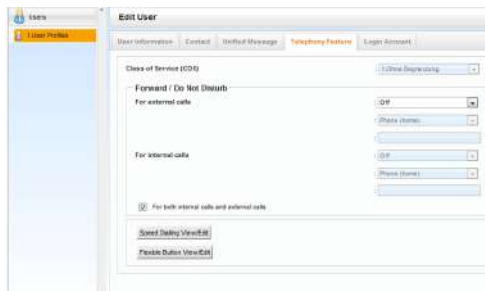 Users
Edit User
User Profiles
User Information
Contact
Unified Message
Telephony Feature
Login Account
Class of Service (COS)
Forward / Do Not Disturb
For external calls
Off
Phone (home)
For internal calls
Off
Phone (home)
For both internal calls and external calls
Speed Dialing View/Edit
Flexible Button View/Edit